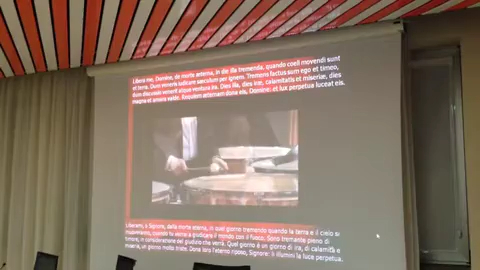 Libera me, Domine, de morte aeterna, in die illa tremenda, quando coeli movendi sunt
et terra. Dum veneris iudicare saeculum per ignem. Tremens factus sum ego et timeo,
dum discussio venerit atque ventura ira. Dies illa, dies irae, calamitatis et miseriae, dies
magna et amara valde. Requiem aeternam dona eis, Domine: et lux perpetua luceat eis.
Liberami, o Signore, dalla morte eterna, in quel giorno tremendo quando la terra e il cielo si
muoveranno, quando tu verrai a giudicare il mondo con il fuoco. Sono tremante pieno di
timore, in considerazione del giudizio che verrà. Quel giorno è un giorno di ira, di calamità e
miseria, un giorno molto triste. Dona loro l'eterno riposo, Signore: li illumini la luce perpetua.